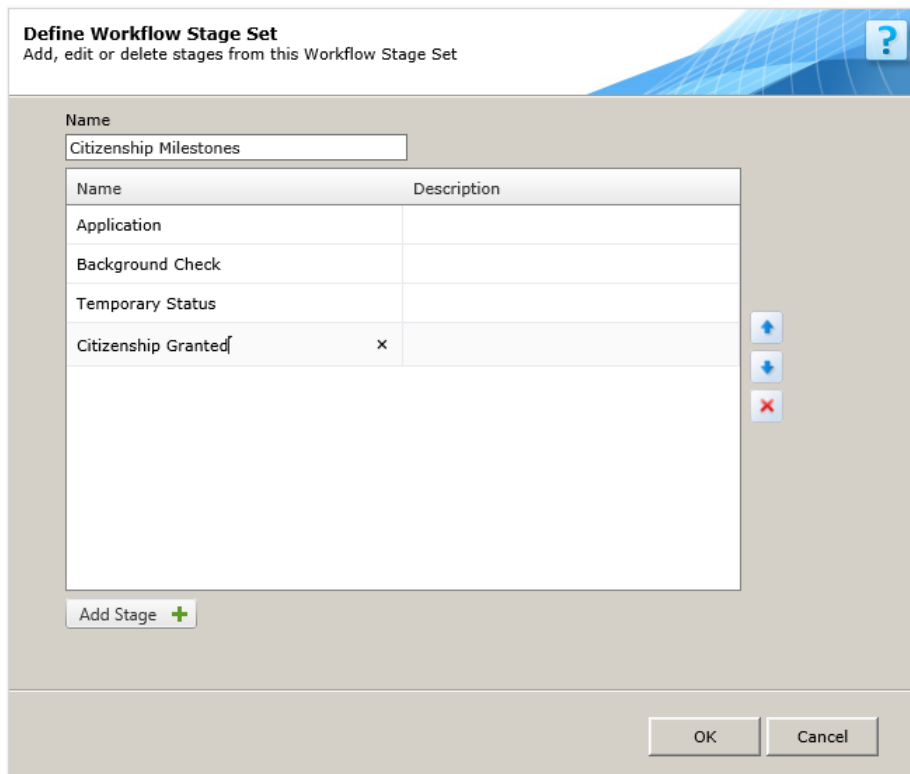 Define Workflow Stage Set
Add, edit or delete stages from this Workflow Stage Set
?
Name
Citizenship Milestones
Name Description
Application
Background Check
Temporary Status
Citizenship Granted
Add Stage
OK Cancel